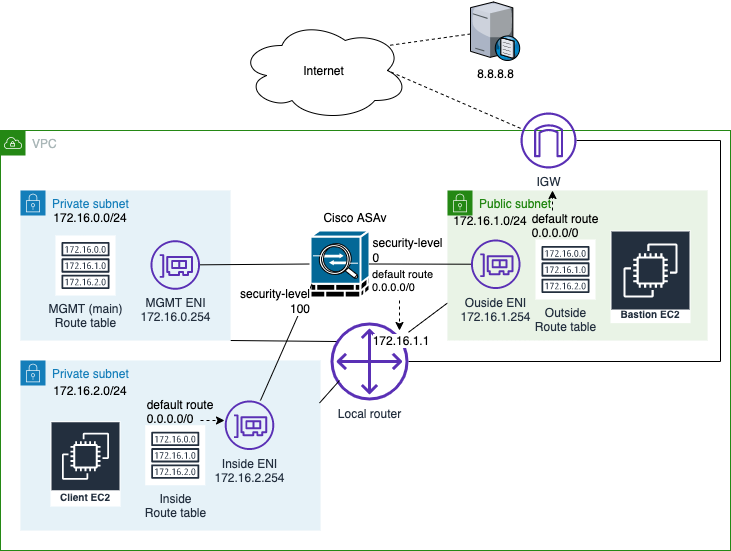 Internet
8.8.8.8
VPC
IGW
Private subnet
172.16.0.0/24
172.16.0.0
172.16.1.0
172.16.2.0
MGMT (main)
Route table
MGMT ENI
172.16.0.254
Cisco ASAv
security-level
0
default route
0.0.0.0/0
security-level
100
Public subnet
172.16.1.0/24
default route
0.0.0.0/0
172.16.0.0
172.16.1.0
172.16.2.0
Ouside ENI
172.16.1.254
Outside
Route table
Bastion EC2
172.16.1.1
Local router
Private subnet
172.16.2.0/24
default route
0.0.0.0/0
172.16.0.0
172.16.1.0
172.16.2.0
Client EC2
Inside
Route table
Inside ENI
172.16.2.254